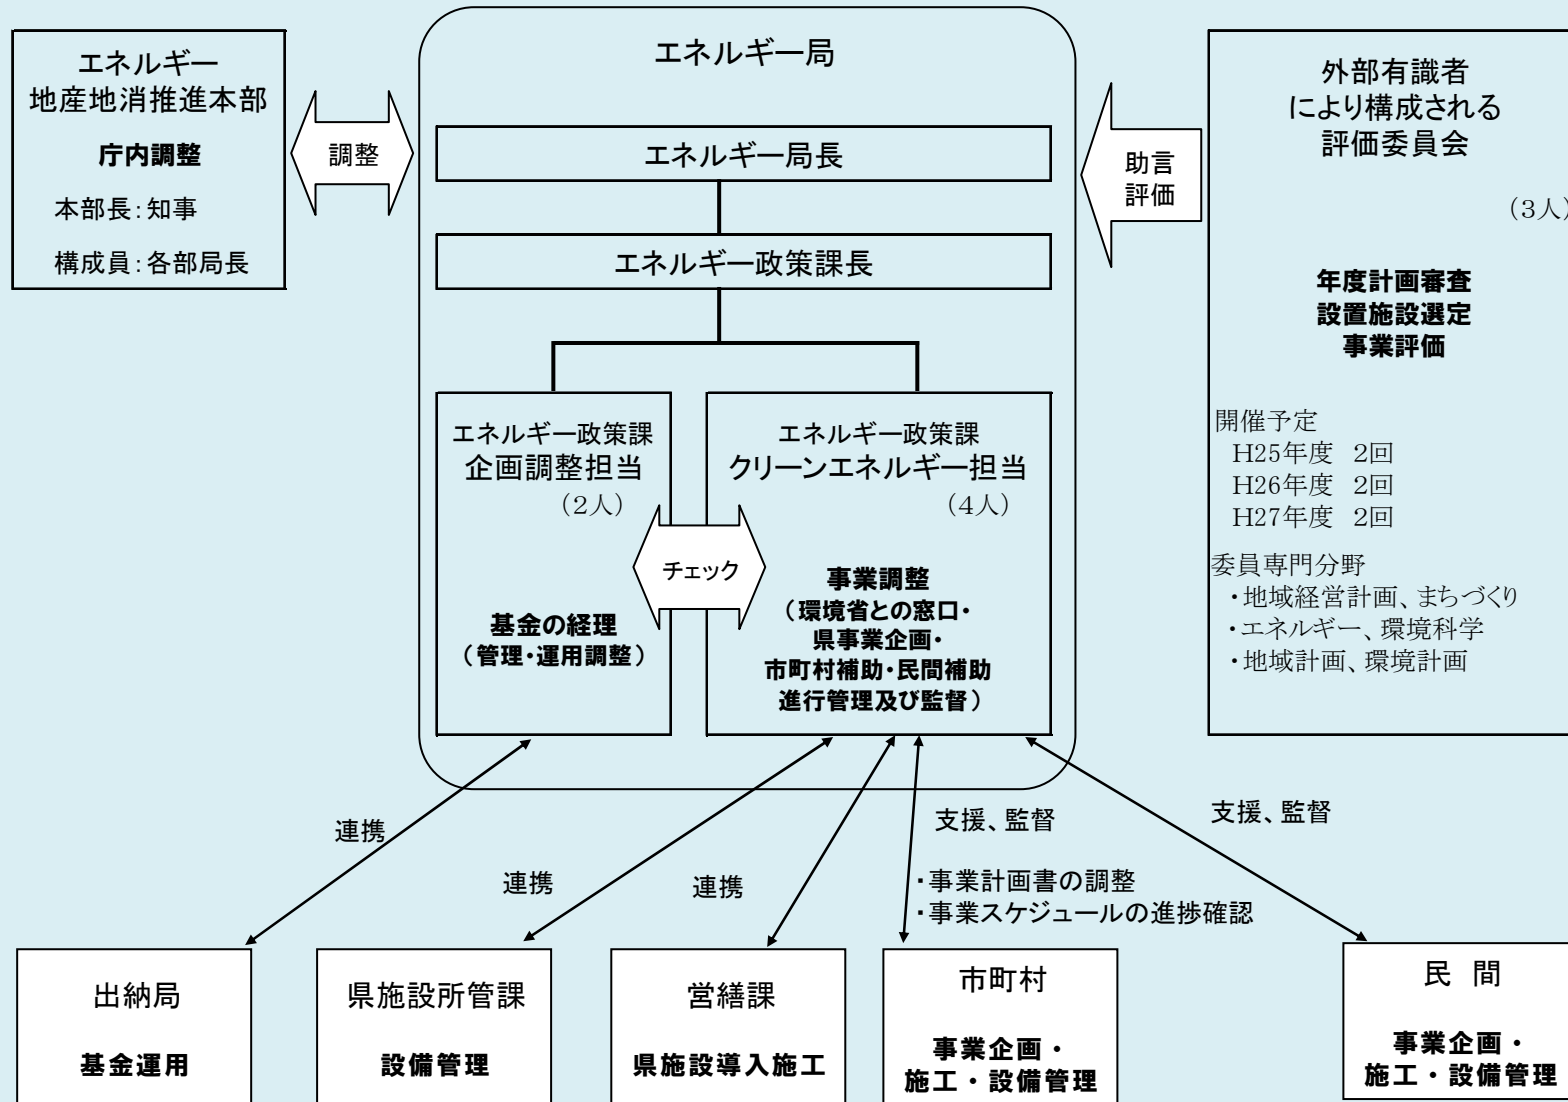 エネルギー
地産地消推進本部
庁内調整
本部長：知事
構成員：各部局長
調整
エネルギー局
エネルギー局長
エネルギー政策課長
エネルギー政策課
企画調整担当
（2人）
基金の経理
（管理・運用調整）
チェック
エネルギー政策課
クリーンエネルギー担当
（4人）
事業調整
（環境省との窓口・
県事業企画・
市町村補助・民間補助
進行管理及び監督）
助言
評価
外部有識者
により構成される
評価委員会
（3人）
年度計画審査
設置施設選定
事業評価
開催予定
H25年度　2回
H26年度　2回
H27年度　2回
委員専門分野
・地域経営計画、まちづくり
・エネルギー、環境科学
・地域計画、環境計画
連携
連携
連携
支援、監督
・事業計画書の調整
・事業スケジュールの進捗確認
支援、監督
出納局
基金運用
県施設所管課
設備管理
営繕課
県施設導入施工
市町村
事業企画・
施工・設備管理
民　間
事業企画・
施工・設備管理